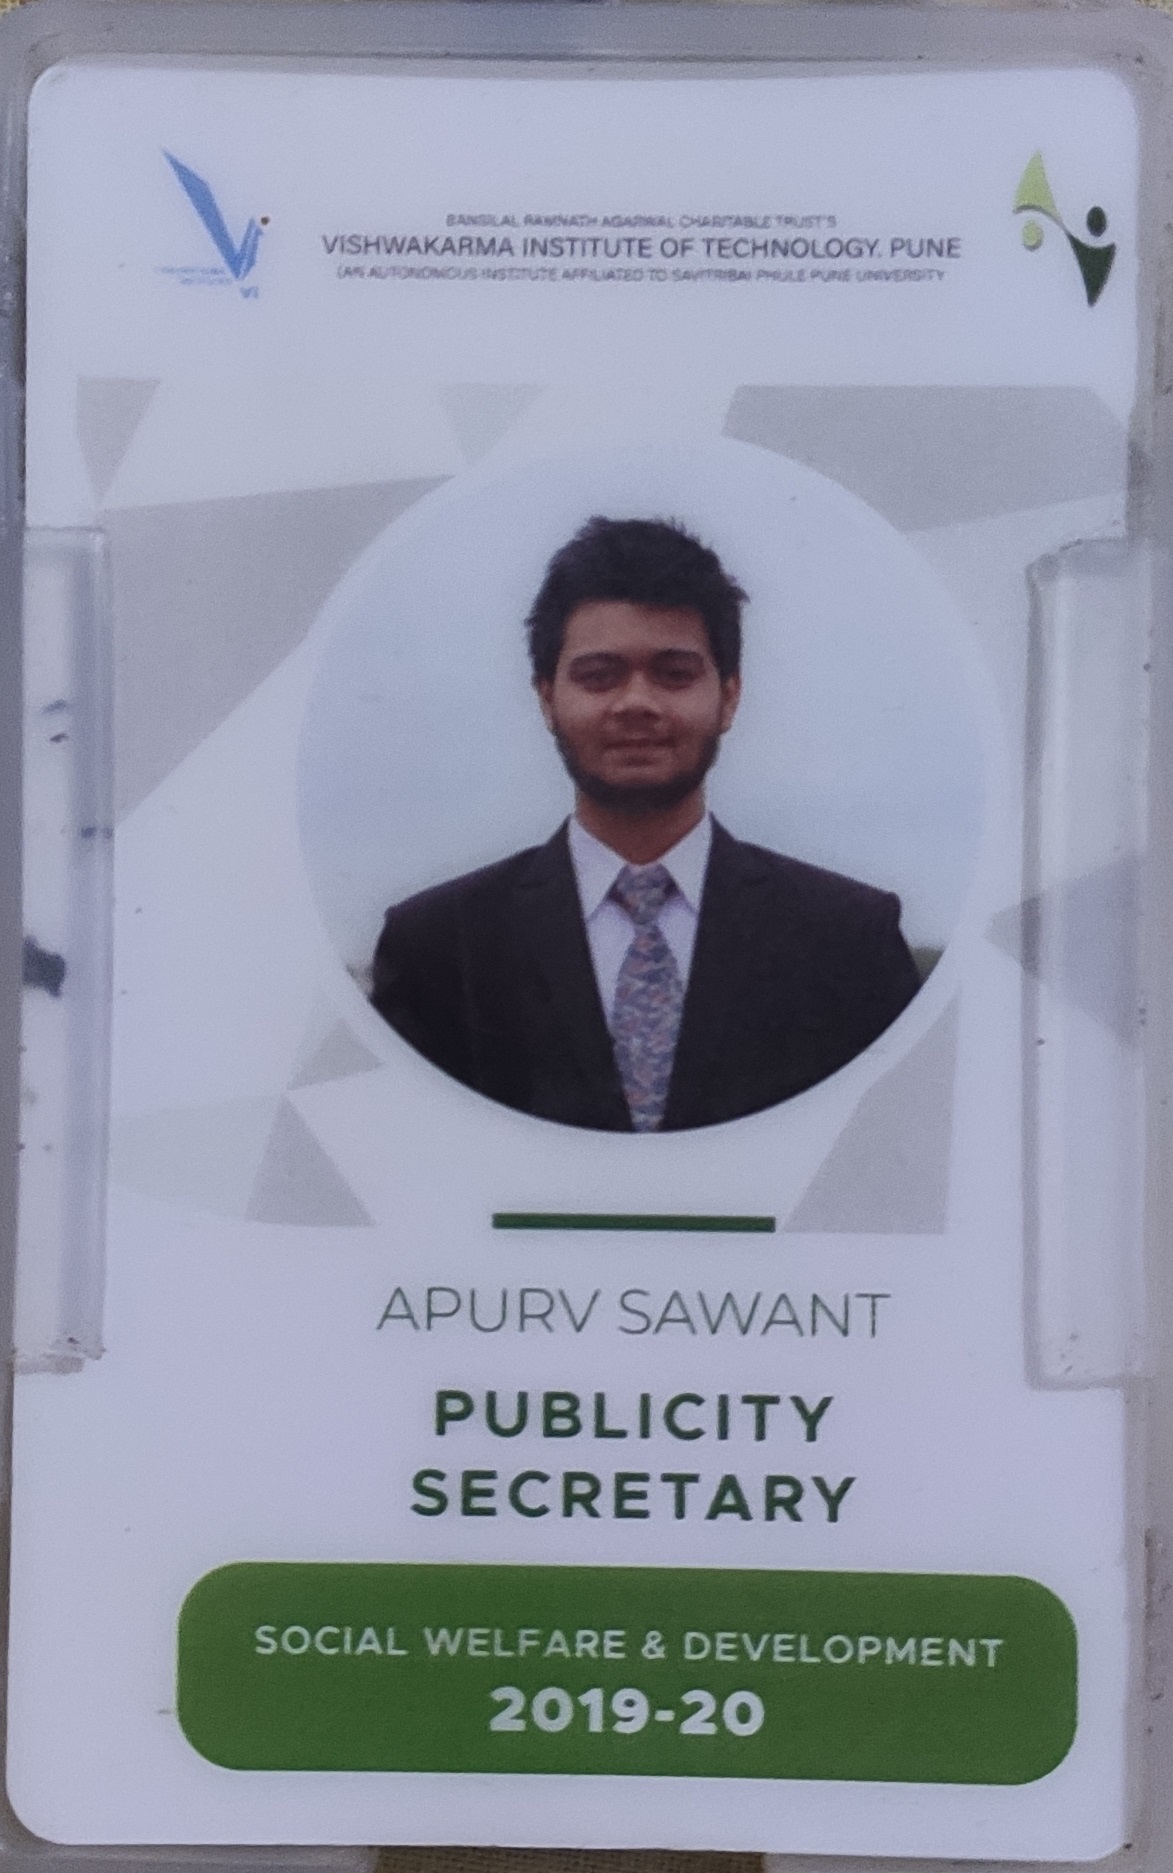 BANSILAL RAMNATH AGARWAL CHARITABLE TRUST'S
VISHWAKARMA INSTITUTE OF TECHNOLOGY. PUNE
(AN AUTONOMOUS INSTITUTE AFFILIATED TO SAVITRIBAI PHULE PUNE UNIVERSITY
APURV SAWANT
PUBLICITY
SECRETARY
SOCIAL WELFARE & DEVELOPMENT
2019-20